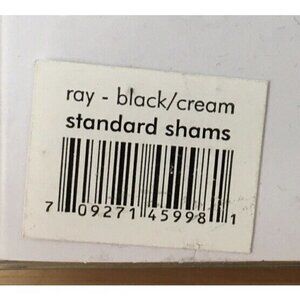 ray - black/cream
standard shams
7 09271 45998 1